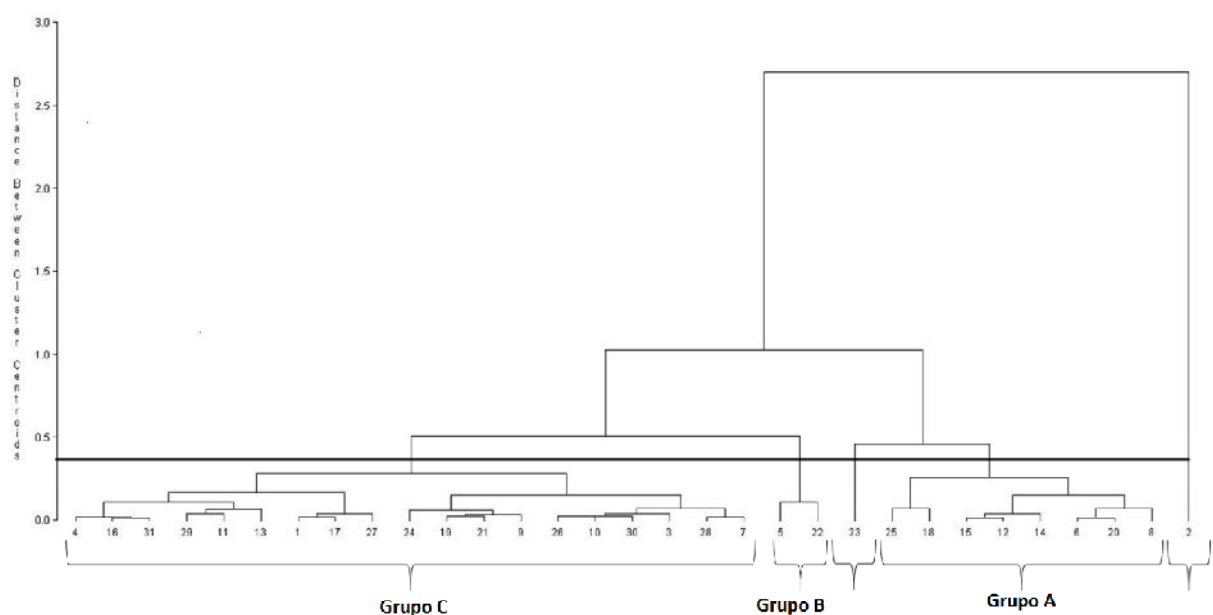 3.0
2.5
2.0
1.5
1.0
0.5
0.0
Distance Between Cluster Centroids
4 16 31 29 11 13 1 17 27 24 19 21 9 26 10 30 3 28 7 5 22 23 25 18 15 12 14 6 20 8 2
Grupo C
Grupo B
Grupo A